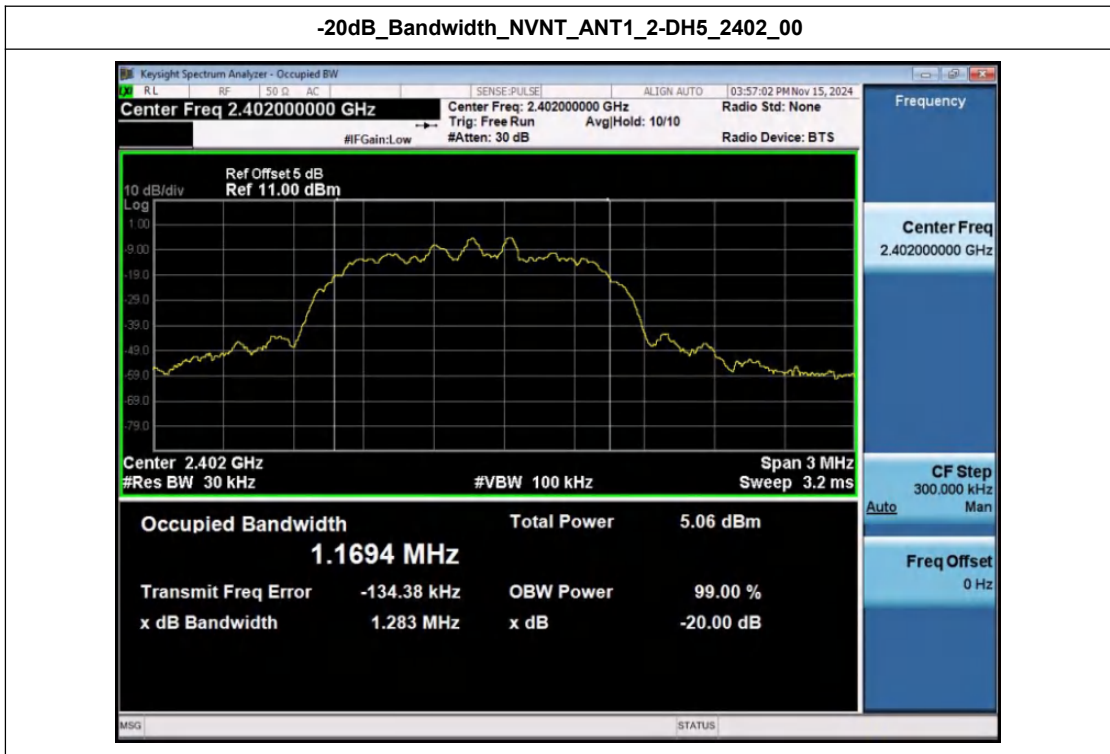 -20dB_Bandwidth_NVNT_ANT1_2-DH5_2402_00
Keysight Spectrum Analyzer - Occupied BW
RL RF 50 Ω AC SENSE:PULSE ALIGN AUTO 03:57:02 PM Nov 15, 2024
Center Freq 2.402000000 GHz
Center Freq: 2.402000000 GHz Radio Std: None
Trig: Free Run Avg|Hold: 10/10
#IFGain:Low #Atten: 30 dB Radio Device: BTS
Ref Offset 5 dB
10 dB/div Ref 11.00 dBm
Log
1.00
-9.00
-19.0
-29.0
-39.0
-49.0
-59.0
-69.0
-79.0
Center 2.402 GHz Span 3 MHz
#Res BW 30 kHz #VBW 100 kHz Sweep 3.2 ms
Occupied Bandwidth Total Power 5.06 dBm
1.1694 MHz
Transmit Freq Error -134.38 kHz OBW Power 99.00 %
x dB Bandwidth 1.283 MHz x dB -20.00 dB
MSG STATUS
Frequency
Center Freq
2.402000000 GHz
CF Step
300.000 kHz
Auto Man
Freq Offset
0 Hz